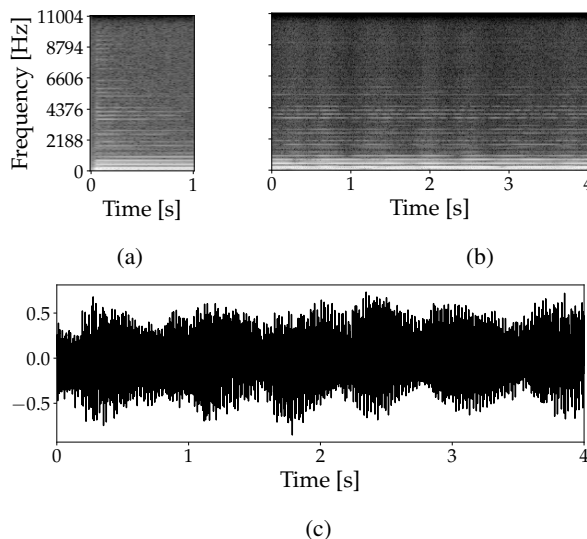 11004
8794
6606
4376
2188
0
Frequency [Hz]
0 1
Time [s]
(a)
0 1 2 3 4
Time [s]
(b)
0.5
0.0
−0.5
0 1 2 3 4
Time [s]
(c)